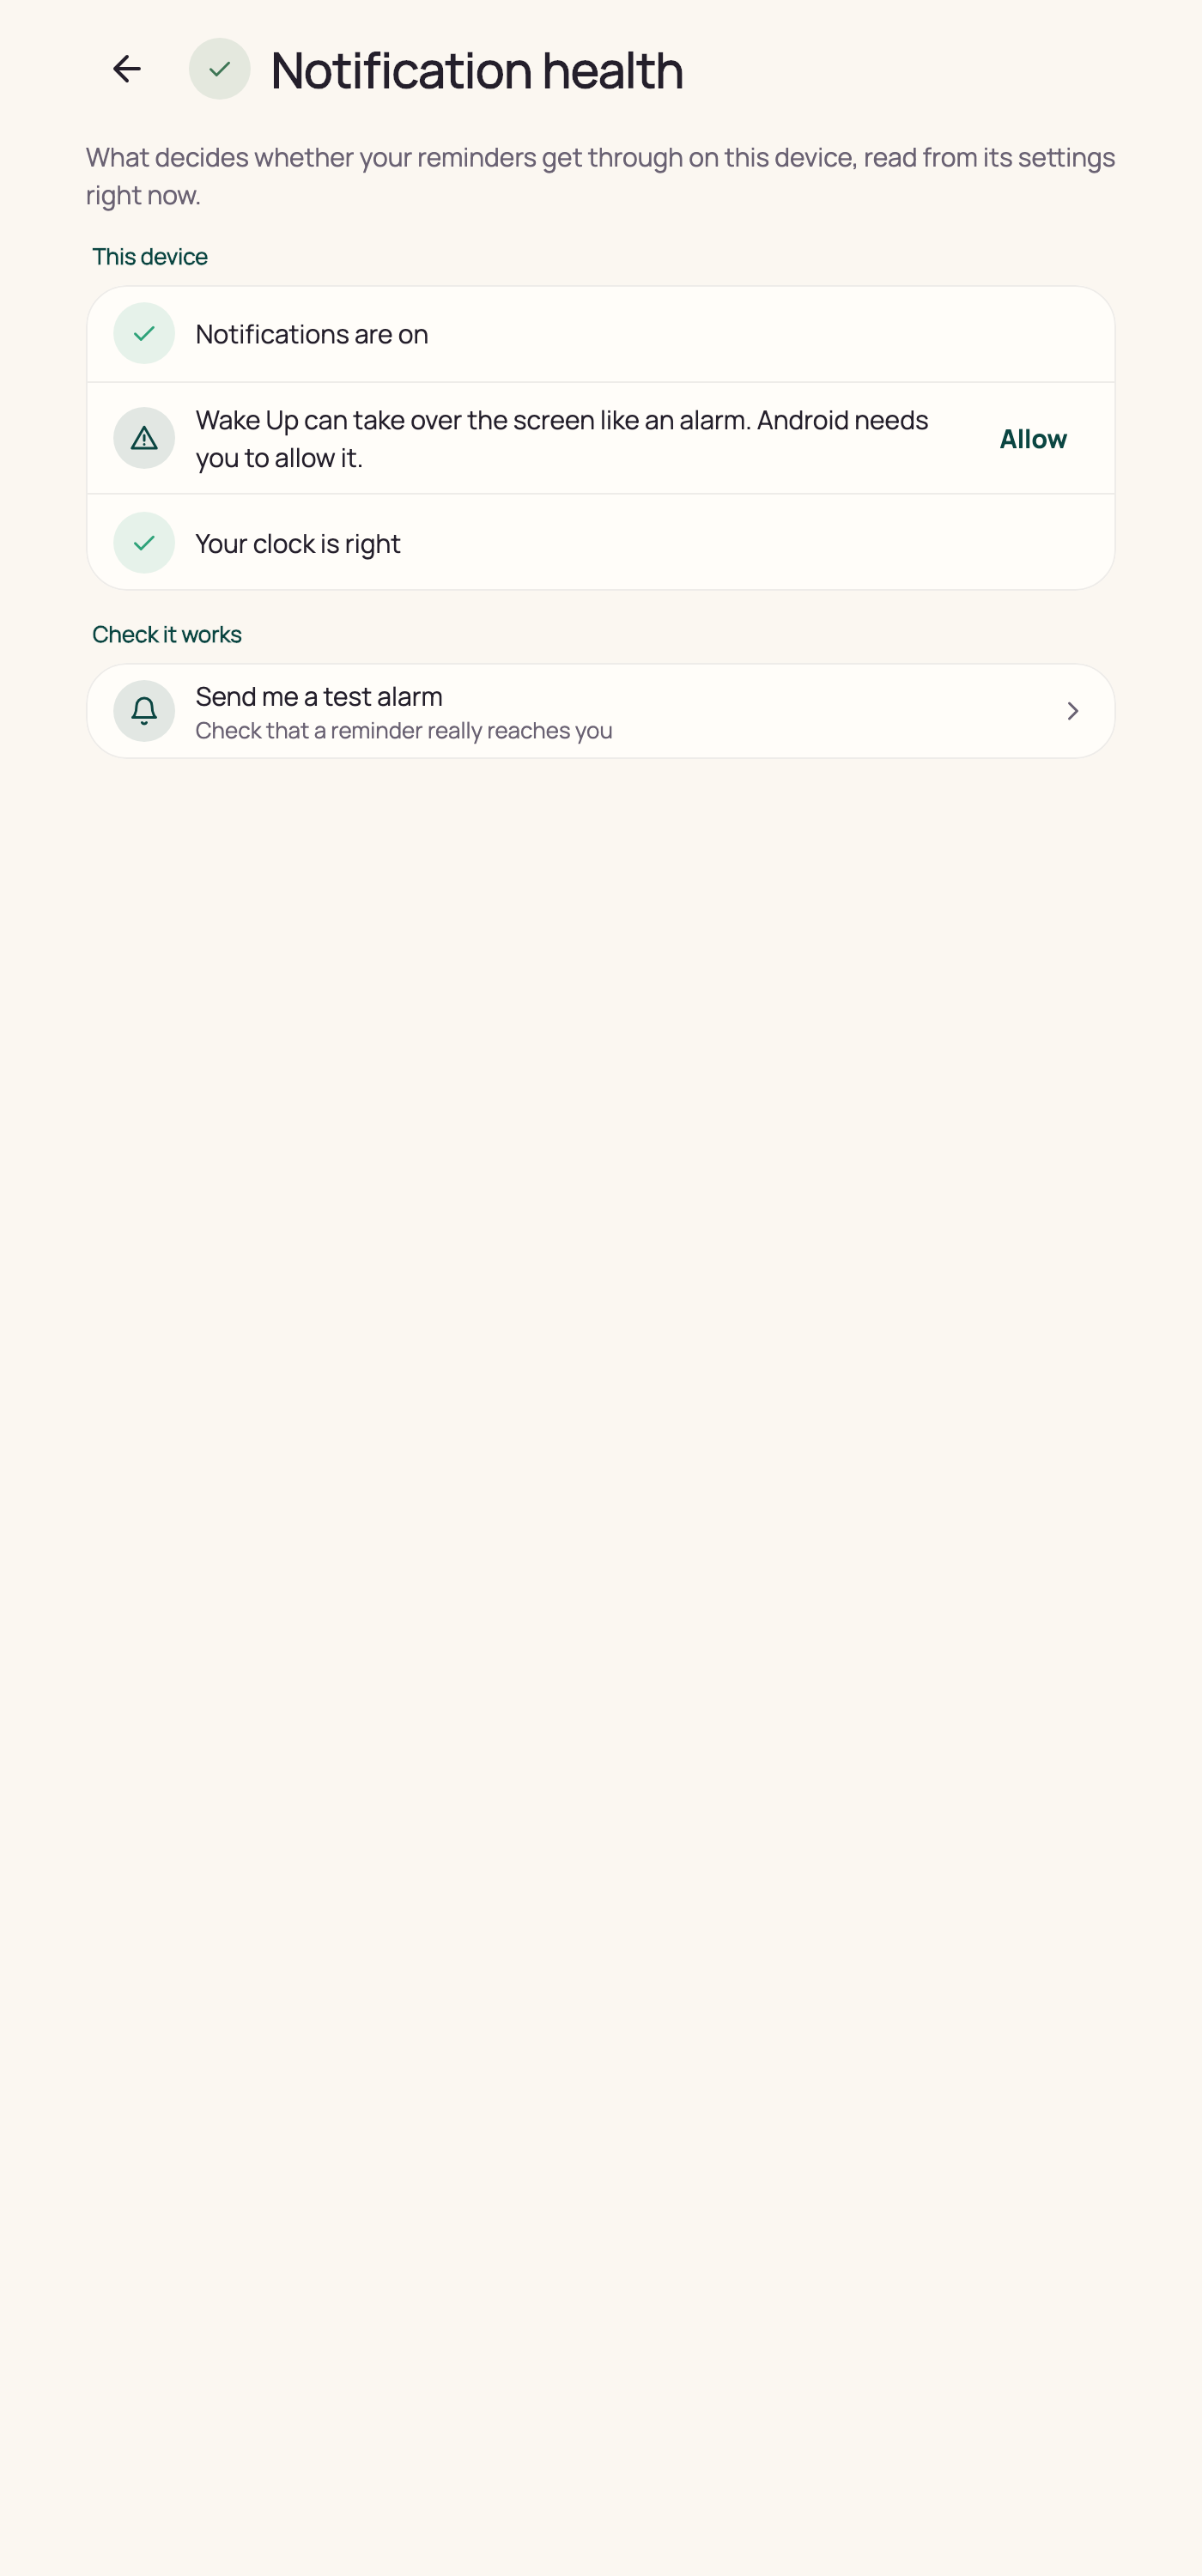 Notification health
What decides whether your reminders get through on this device, read from its settings
right now.
This device
Notifications are on
Wake Up can take over the screen like an alarm. Android needs
you to allow it.
Allow
Your clock is right
Check it works
Send me a test alarm
Check that a reminder really reaches you